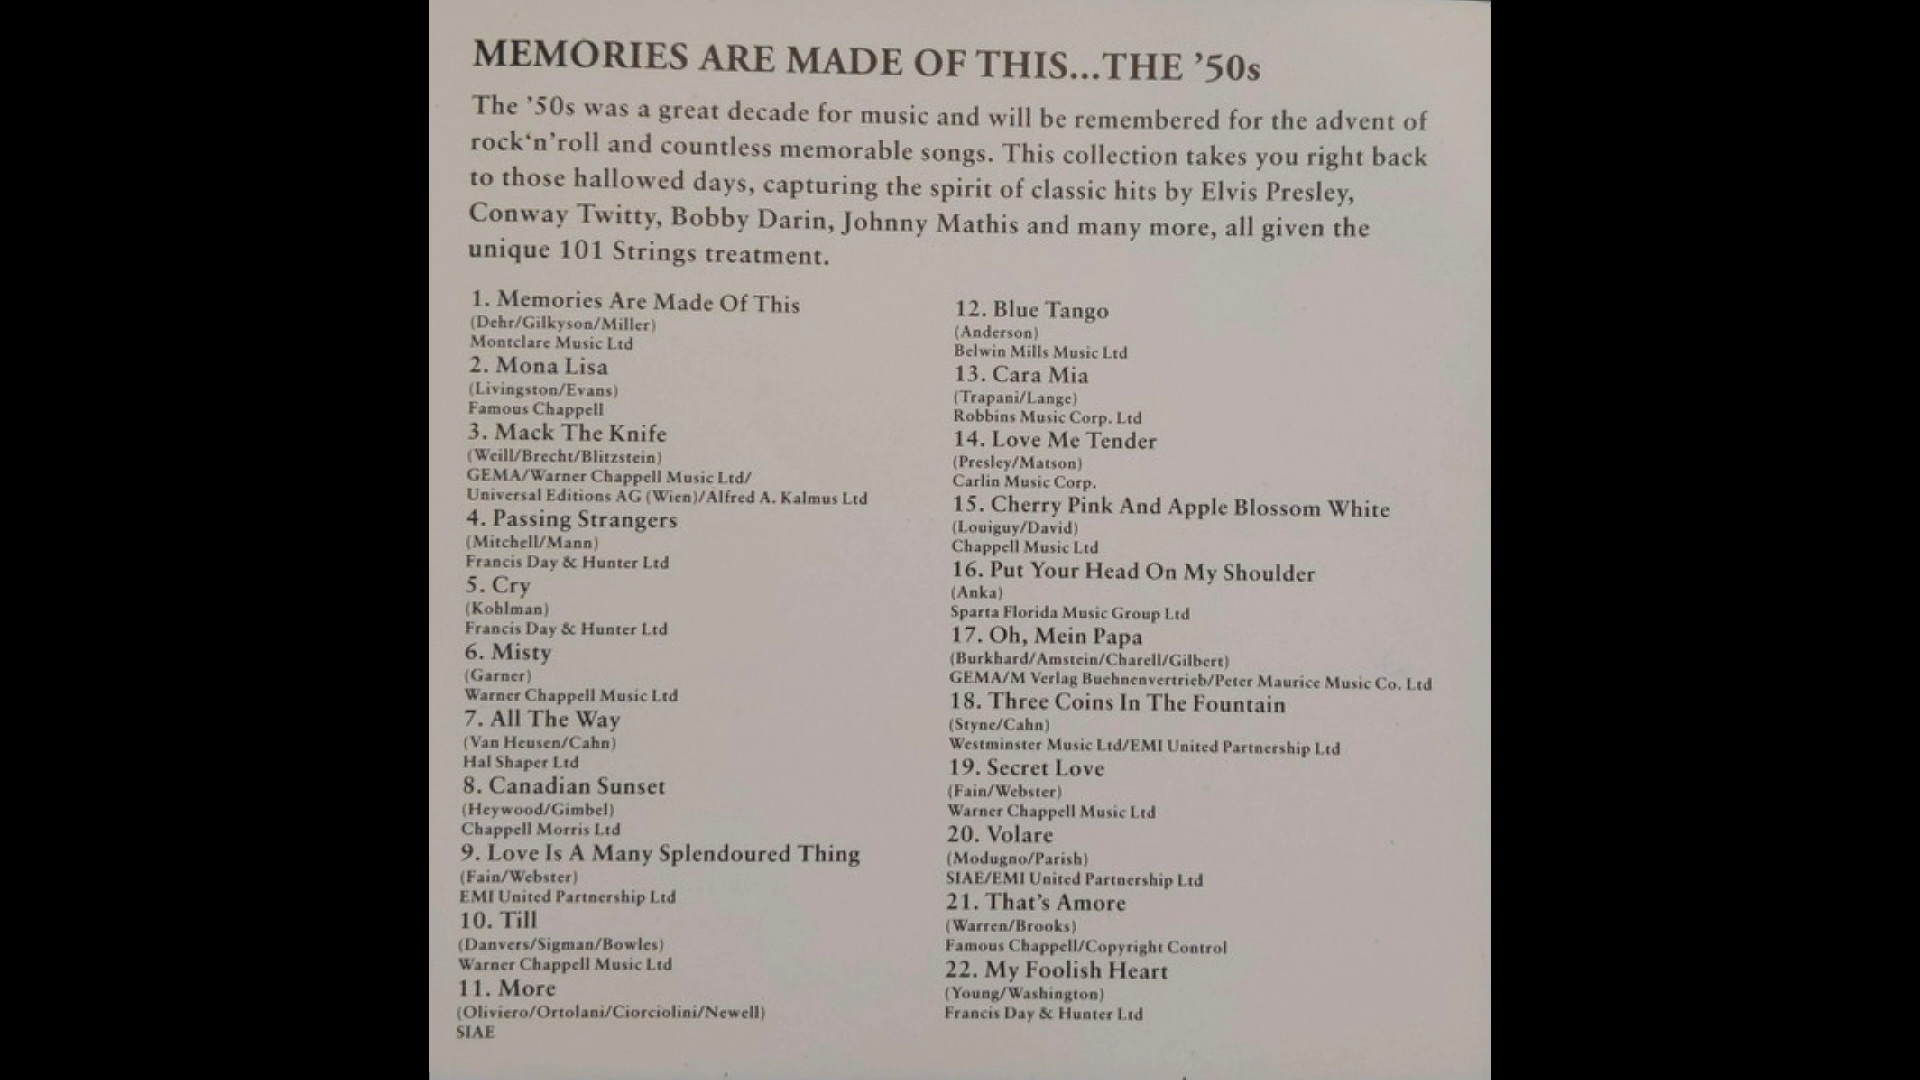 MEMORIES ARE MADE OF THIS...THE '50s
The '50s was a great decade for music and will be remembered for the advent of
rock‘n’roll and countless memorable songs. This collection takes you right back
to those hallowed days, capturing the spirit of classic hits by Elvis Presley,
Conway Twitty, Bobby Darin, Johnny Mathis and many more, all given the
unique 101 Strings treatment.
1. Memories Are Made Of This
(Dehr/Gilkyson/Miller)
Montclare Music Ltd
2. Mona Lisa
(Livingston/Evans)
Famous Chappell
3. Mack The Knife
(Weill/Brecht/Blitzstein)
GEMA/Warner Chappell Music Ltd/
Universal Editions AG (Wien)/Alfred A. Kalmus Ltd
4. Passing Strangers
(Mitchell/Mann)
Francis Day & Hunter Ltd
5. Cry
(Kohlman)
Francis Day & Hunter Ltd
6. Misty
(Garner)
Warner Chappell Music Ltd
7. All The Way
(Van Heusen/Cahn)
Hal Shaper Ltd
8. Canadian Sunset
(Heywood/Gimbel)
Chappell Morris Ltd
9. Love Is A Many Splendoured Thing
(Fain/Webster)
EMI United Partnership Ltd
10. Till
(Danvers/Sigman/Bowles)
Warner Chappell Music Ltd
11. More
(Oliviero/Ortolani/Ciorciolini/Newell)
SIAE
12. Blue Tango
(Anderson)
Belwin Mills Music Ltd
13. Cara Mia
(Trapani/Lange)
Robbins Music Corp. Ltd
14. Love Me Tender
(Presley/Matson)
Carlin Music Corp.
15. Cherry Pink And Apple Blossom White
(Louiguy/David)
Chappell Music Ltd
16. Put Your Head On My Shoulder
(Anka)
Sparta Florida Music Group Ltd
17. Oh, Mein Papa
(Burkhard/Amstein/Charell/Gilbert)
GEMA/M Verlag Buehnenvertrieb/Peter Maurice Music Co. Ltd
18. Three Coins In The Fountain
(Styne/Cahn)
Westminster Music Ltd/EMI United Partnership Ltd
19. Secret Love
(Fain/Webster)
Warner Chappell Music Ltd
20. Volare
(Modugno/Parish)
SIAE/EMI United Partnership Ltd
21. That's Amore
(Warren/Brooks)
Famous Chappell/Copyright Control
22. My Foolish Heart
(Young/Washington)
Francis Day & Hunter Ltd